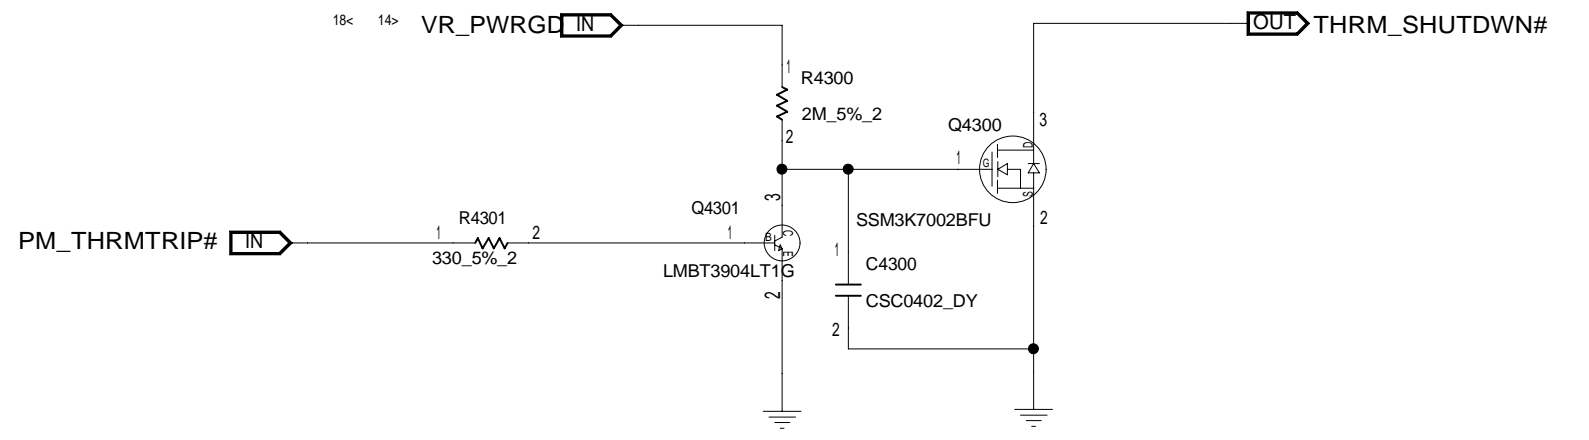 18< 14> VR_PWRGD IN
OUT THRM_SHUTDWN#
1
R4300
2M_5%_2
2
Q4300
3
D
1
G
S
2
SSM3K7002BFU
3
Q4301
R4301
PM_THRMTRIP# IN
1
2
330_5%_2
1
B
C
E
LMBT3904LT1G
2
1
C4300
CSC0402_DY
2